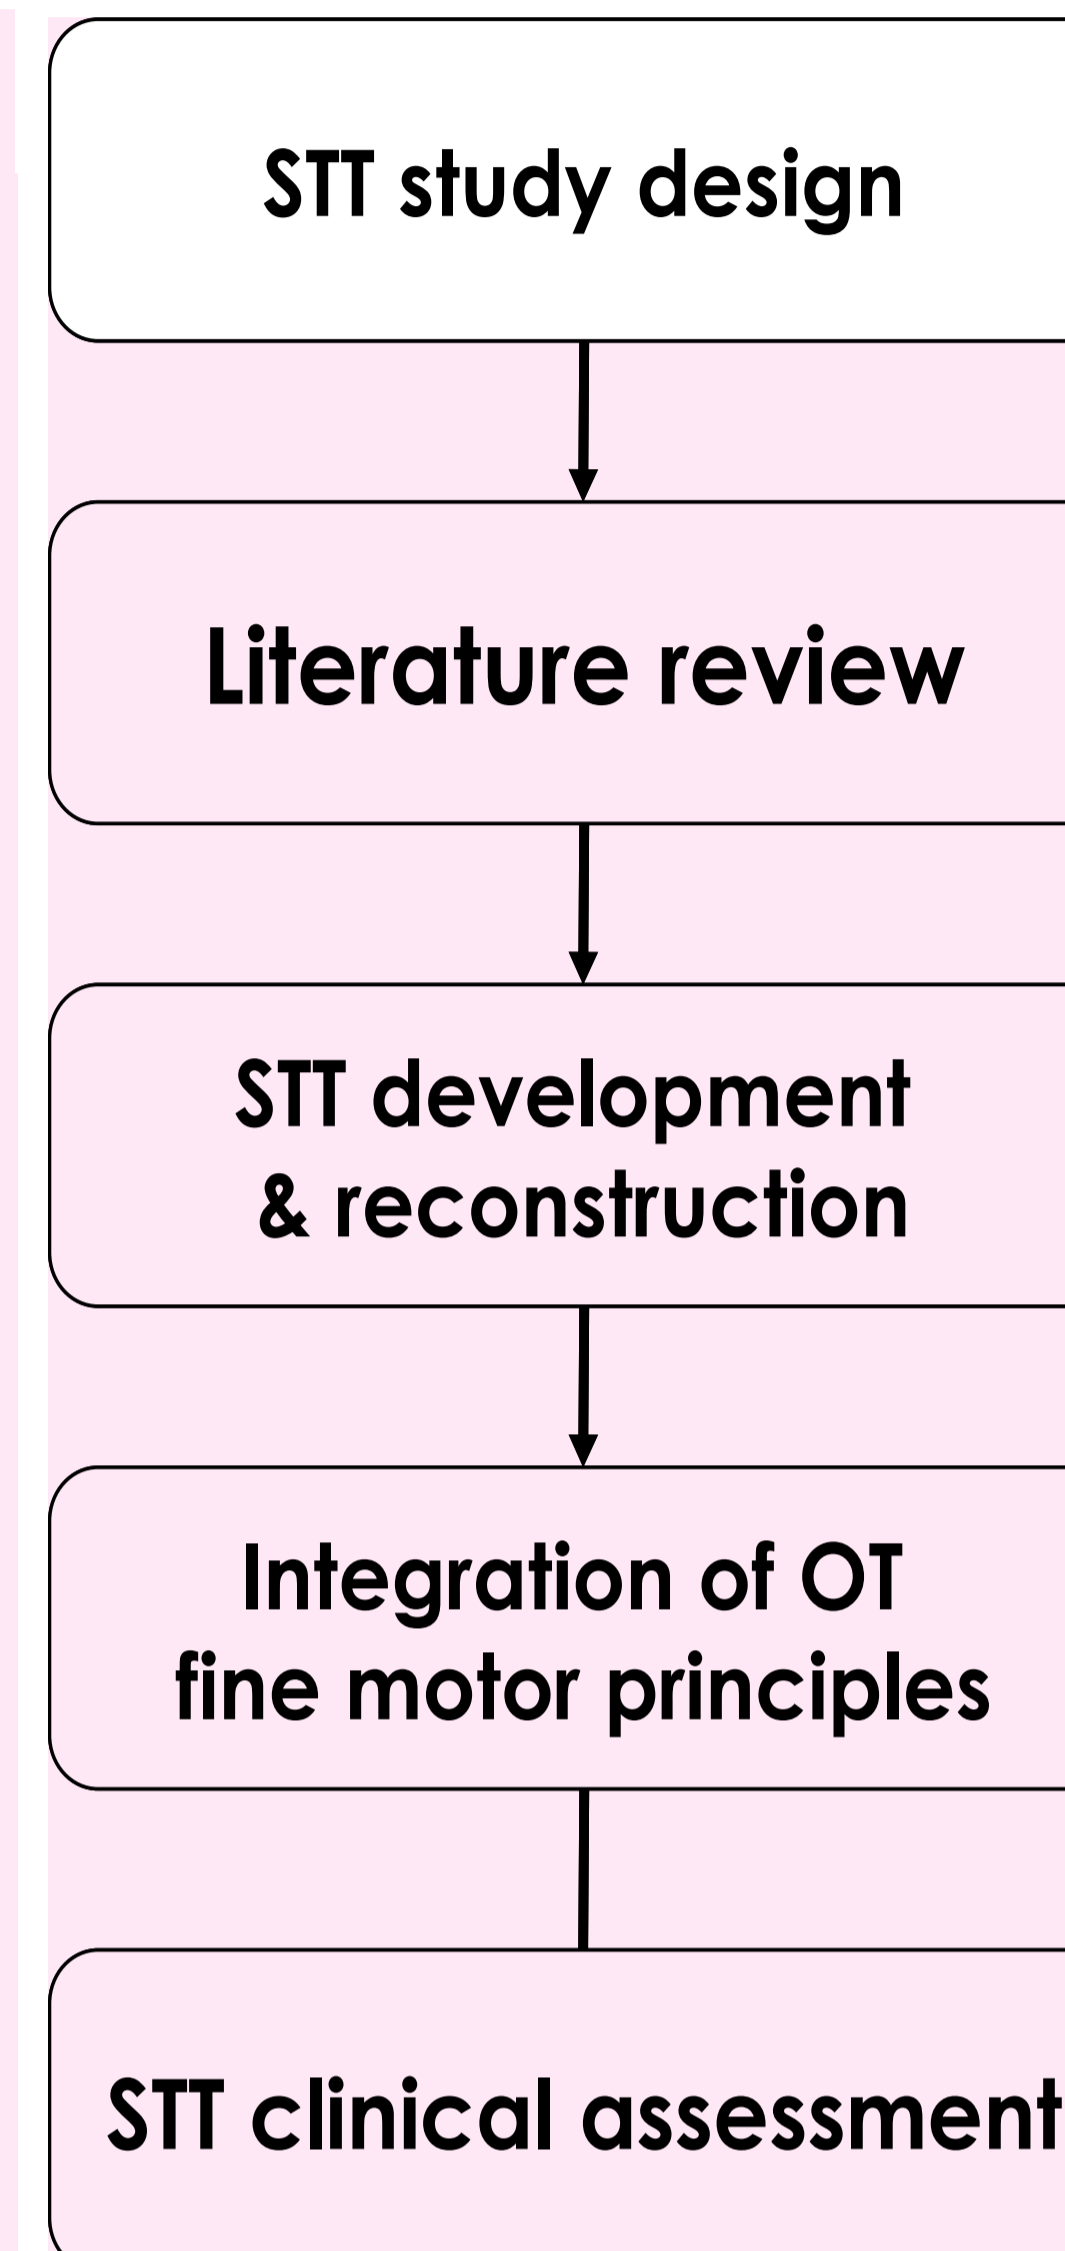 STT study design
Literature review
STT development
& reconstruction
Integration of OT
fine motor principles
STT clinical assessment